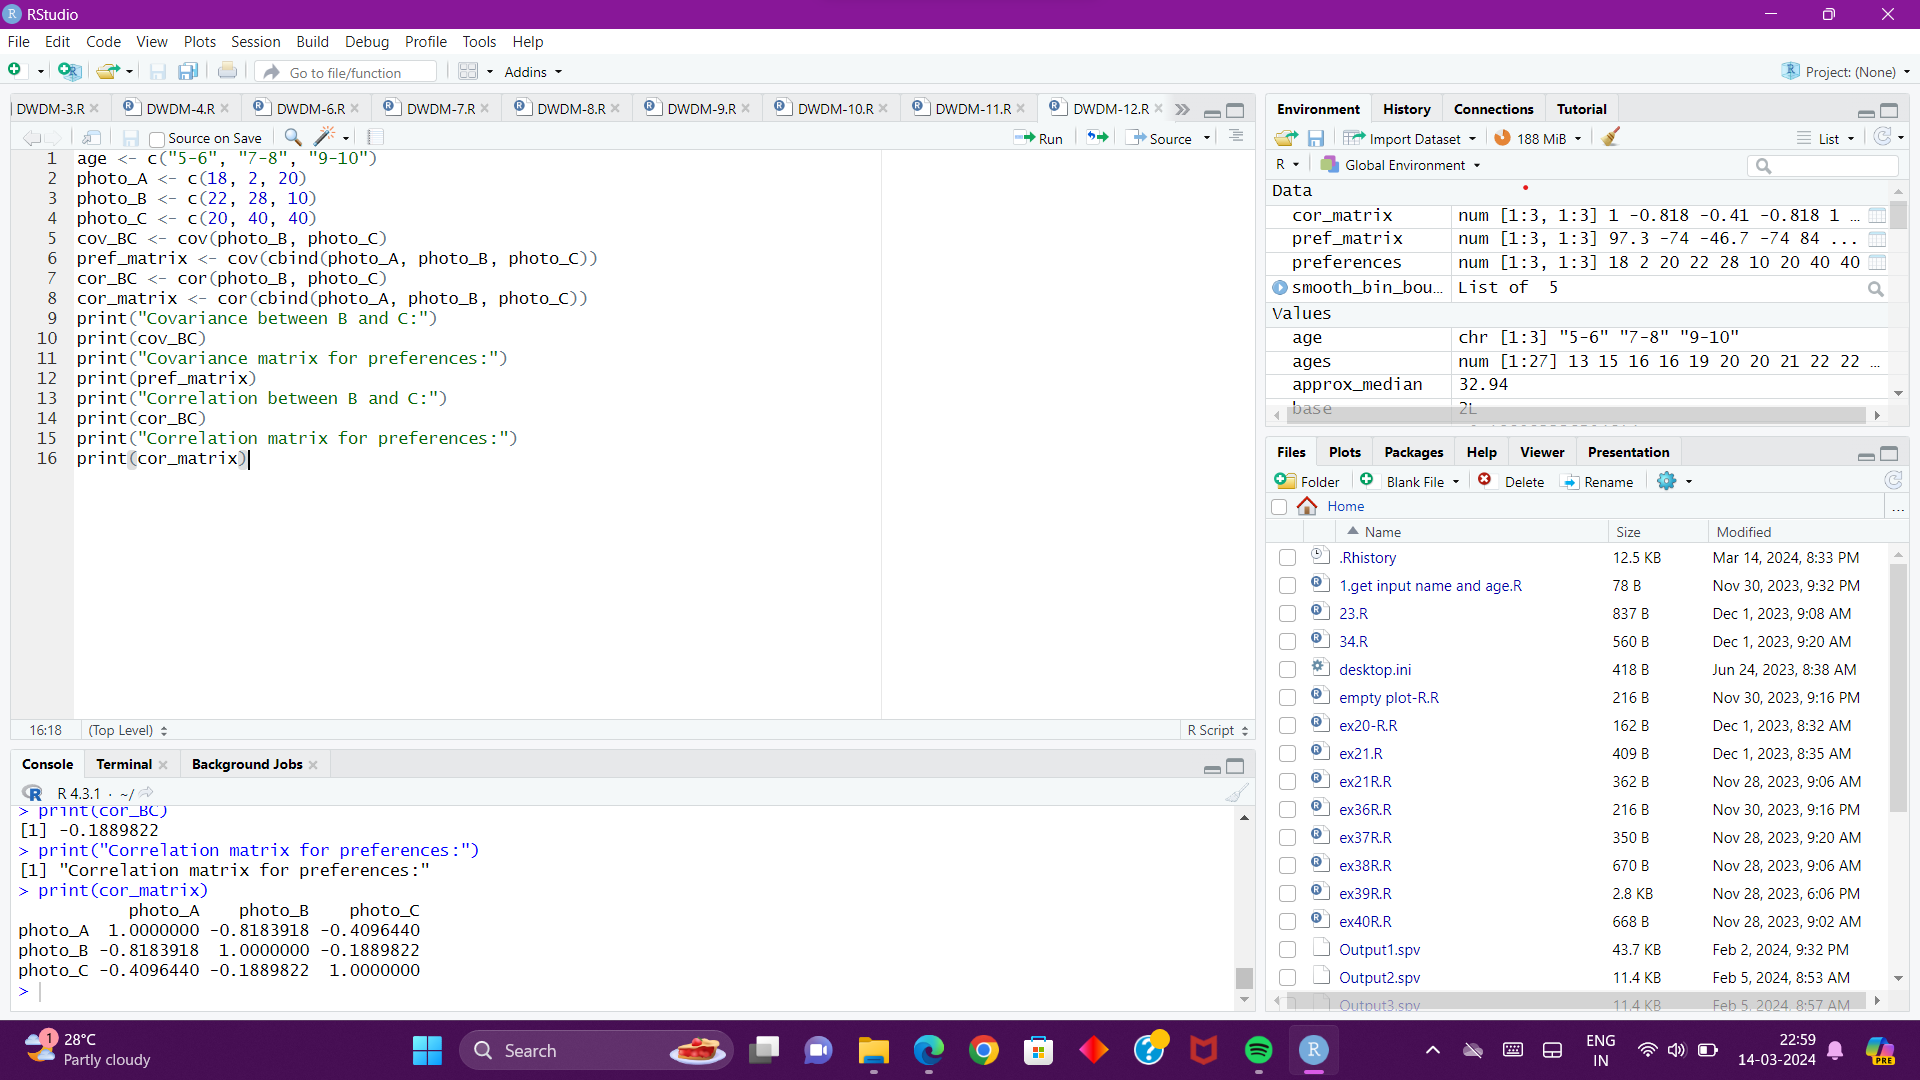 RStudio
File Edit Code View Plots Session Build Debug Profile Tools Help
Go to file/function Addins Project: (None)
DWDM-3.R DWDM-4.R DWDM-6.R DWDM-7.R DWDM-8.R DWDM-9.R DWDM-10.R DWDM-11.R DWDM-12.R
Source on Save Run Source
1 age <- c("5-6", "7-8", "9-10")
2 photo_A <- c(18, 2, 20)
3 photo_B <- c(22, 28, 10)
4 photo_C <- c(20, 40, 40)
5 cov_BC <- cov(photo_B, photo_C)
6 pref_matrix <- cov(cbind(photo_A, photo_B, photo_C))
7 cor_BC <- cor(photo_B, photo_C)
8 cor_matrix <- cor(cbind(photo_A, photo_B, photo_C))
9 print("Covariance between B and C:")
10 print(cov_BC)
11 print("Covariance matrix for preferences:")
12 print(pref_matrix)
13 print("Correlation between B and C:")
14 print(cor_BC)
15 print("Correlation matrix for preferences:")
16 print(cor_matrix)
16:18 (Top Level) R Script
Console Terminal Background Jobs
R 4.3.1 · ~/
> print(cor_BC)
[1] -0.1889822
> print("Correlation matrix for preferences:")
[1] "Correlation matrix for preferences:"
> print(cor_matrix)
photo_A photo_B photo_C
photo_A 1.0000000 -0.8183918 -0.4096440
photo_B -0.8183918 1.0000000 -0.1889822
photo_C -0.4096440 -0.1889822 1.0000000
>
Environment History Connections Tutorial
Import Dataset 188 MiB List
R Global Environment
Data
cor_matrix num [1:3, 1:3] 1 -0.818 -0.41 -0.818 1 ...
pref_matrix num [1:3, 1:3] 97.3 -74 -46.7 -74 84 ...
preferences num [1:3, 1:3] 18 2 20 22 28 10 20 40 40
smooth_bin_bou... List of 5
Values
age chr [1:3] "5-6" "7-8" "9-10"
ages num [1:27] 13 15 16 16 19 20 20 21 22 22 ...
approx_median 32.94
base 2L
Files Plots Packages Help Viewer Presentation
Folder Blank File Delete Rename
Home ...
Name Size Modified
.Rhistory 12.5 KB Mar 14, 2024, 8:33 PM
1.get input name and age.R 78 B Nov 30, 2023, 9:32 PM
23.R 837 B Dec 1, 2023, 9:08 AM
34.R 560 B Dec 1, 2023, 9:20 AM
desktop.ini 418 B Jun 24, 2023, 8:38 AM
empty plot-R.R 216 B Nov 30, 2023, 9:16 PM
ex20-R.R 162 B Dec 1, 2023, 8:32 AM
ex21.R 409 B Dec 1, 2023, 8:35 AM
ex21R.R 362 B Nov 28, 2023, 9:06 AM
ex36R.R 216 B Nov 30, 2023, 9:16 PM
ex37R.R 350 B Nov 28, 2023, 9:20 AM
ex38R.R 670 B Nov 28, 2023, 9:06 AM
ex39R.R 2.8 KB Nov 28, 2023, 6:06 PM
ex40R.R 668 B Nov 28, 2023, 9:02 AM
Output1.spv 43.7 KB Feb 2, 2024, 9:32 PM
Output2.spv 11.4 KB Feb 5, 2024, 8:53 AM
Output3.spv 11.4 KB Feb 5, 2024, 8:57 AM
1 28°C
Partly cloudy
Search
ENG
IN
22:59
14-03-2024
PRE